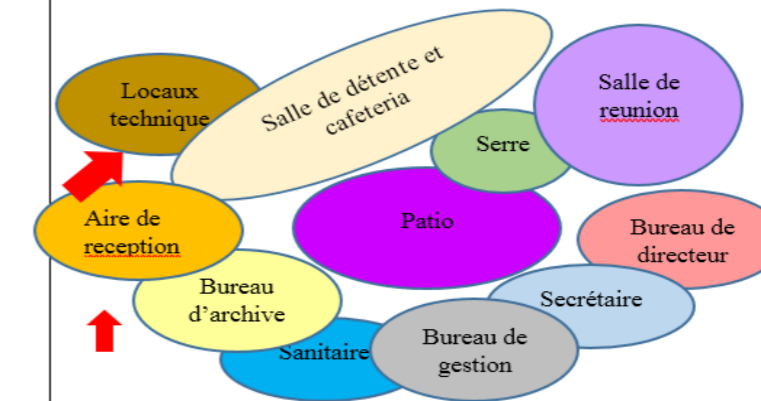 Locaux
technique
Salle de détente et
cafeteria
Salle de
reunion
Serre
Aire de
reception
Patio
Bureau de
directeur
Bureau
d’archive
Secrétaire
Sanitaire
Bureau de
gestion